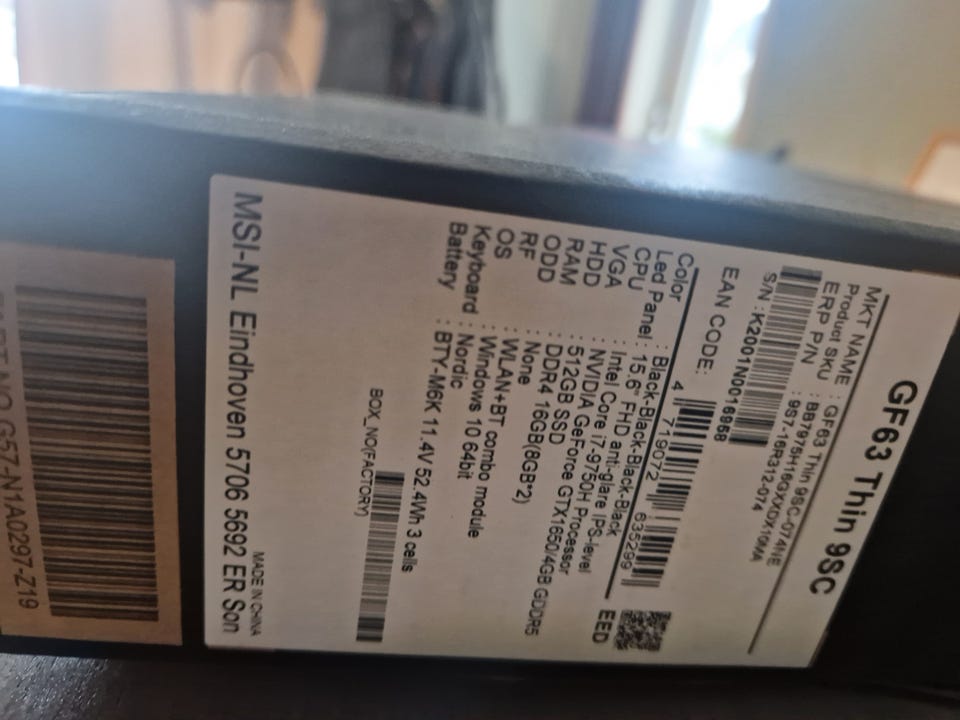 GF63 Thin 9SC
MKT NAME : GF63 Thin 9SC-074NE
Product SKU : BB7975H16GXXDX10MA
ERP P/N : 9S7-16R312-074
S/N : K2001N0016868
EAN CODE: 4 719072 635299
EED
Color : Black-Black-Black-Black
Led Panel : 15.6" FHD anti-glare IPS-level
CPU : Intel Core i7-9750H Processor
VGA : NVIDIA GeForce GTX1650/4GB GDDR5
HDD : 512GB SSD
RAM : DDR4 16GB(8GB*2)
ODD : None
RF : WLAN+BT combo module
OS : Windows 10 64bit
Keyboard : Nordic
Battery : BTY-M6K 11.4V 52.4Wh 3 cells
BOX_NO(FACTORY)
MADE IN CHINA
MSI-NL Eindhoven 5706 5692 ER Son
G57-N1A0297-Z19